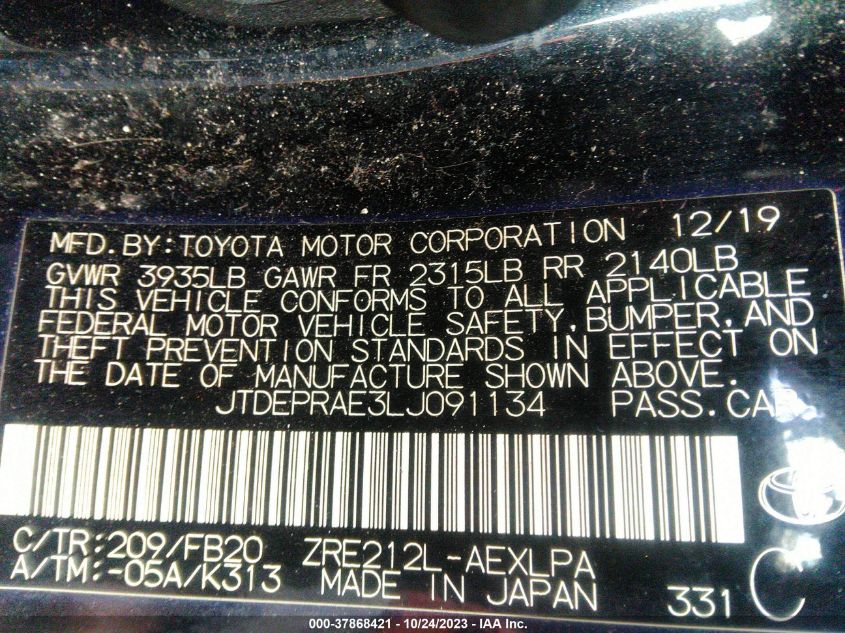 MFD.BY:TOYOTA MOTOR CORPORATION 12/19
GVWR 3935LB GAWR FR 2315LB RR 2140LB
THIS VEHICLE CONFORMS TO ALL APPLICABLE
FEDERAL MOTOR VEHICLE SAFETY,BUMPER,AND
THEFT PREVENTION STANDARDS IN EFFECT ON
THE DATE OF MANUFACTURE SHOWN ABOVE.
JTDEPRAE3LJ091134 PASS.CAR
C/TR:209/FB20 ZRE212L-AEXLPA
A/TM:-05A/K313 MADE IN JAPAN 331 C
000-37868421 - 10/24/2023 - IAA Inc.